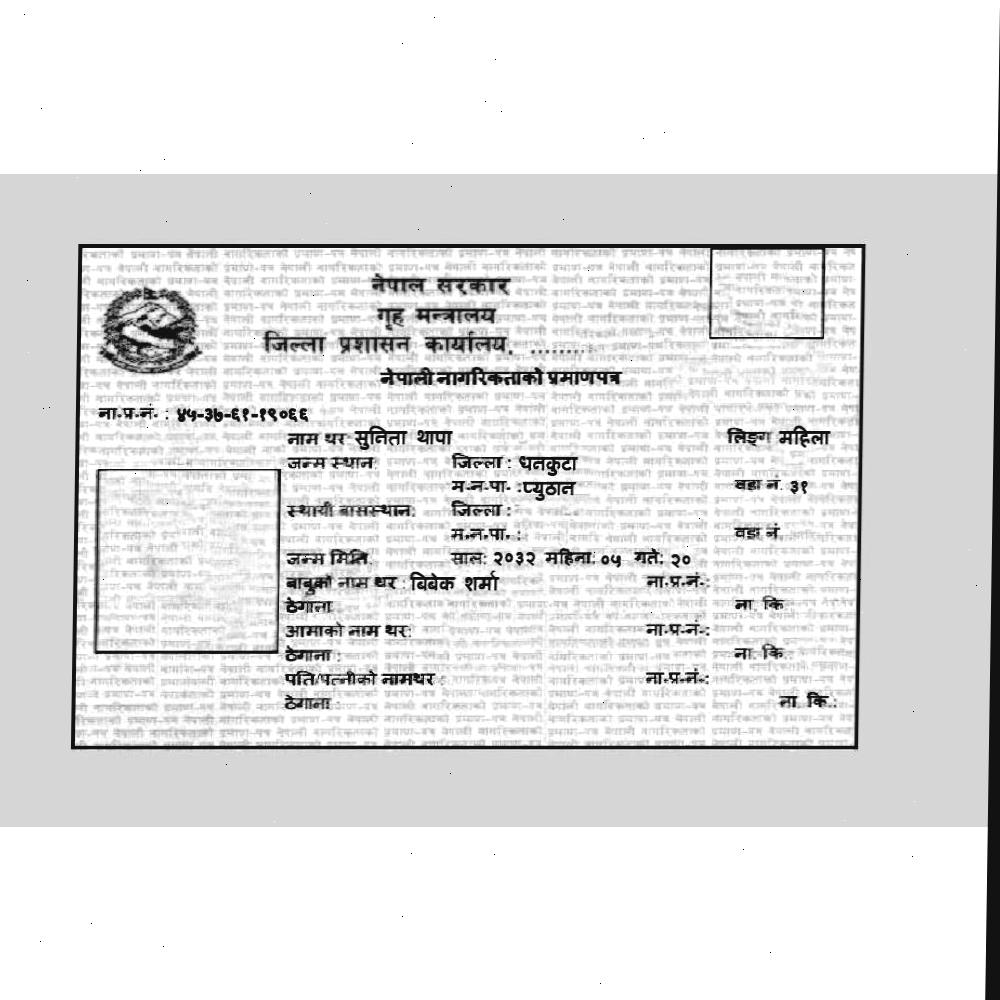 नेपाल सरकार
गृह मन्त्रालय
जिल्ला प्रशासन कार्यालय, ........
नेपाली नागरिकताको प्रमाणपत्र
ना.प्र.नं. : ४५-३७-६१-१९०६६
नाम थर: सुनिता थापा लिङ्ग महिला
जन्म स्थान: जिल्ला : धनकुटा
म.न.पा. : प्युठान वडा नं. ३१
स्थायी बासस्थान: जिल्ला :
म.न.पा. : वडा नं.
जन्म मिति: साल: २०३२ महिना: ०५ गते: २०
बाबुको नाम थर : बिबेक शर्मा ना.प्र.नं.:
ठेगाना: ना. कि.:
आमाको नाम थर: ना.प्र.नं.:
ठेगाना : ना. कि.:
पति/पत्नीको नामथर : ना.प्र.नं.:
ठेगाना : ना. कि.: